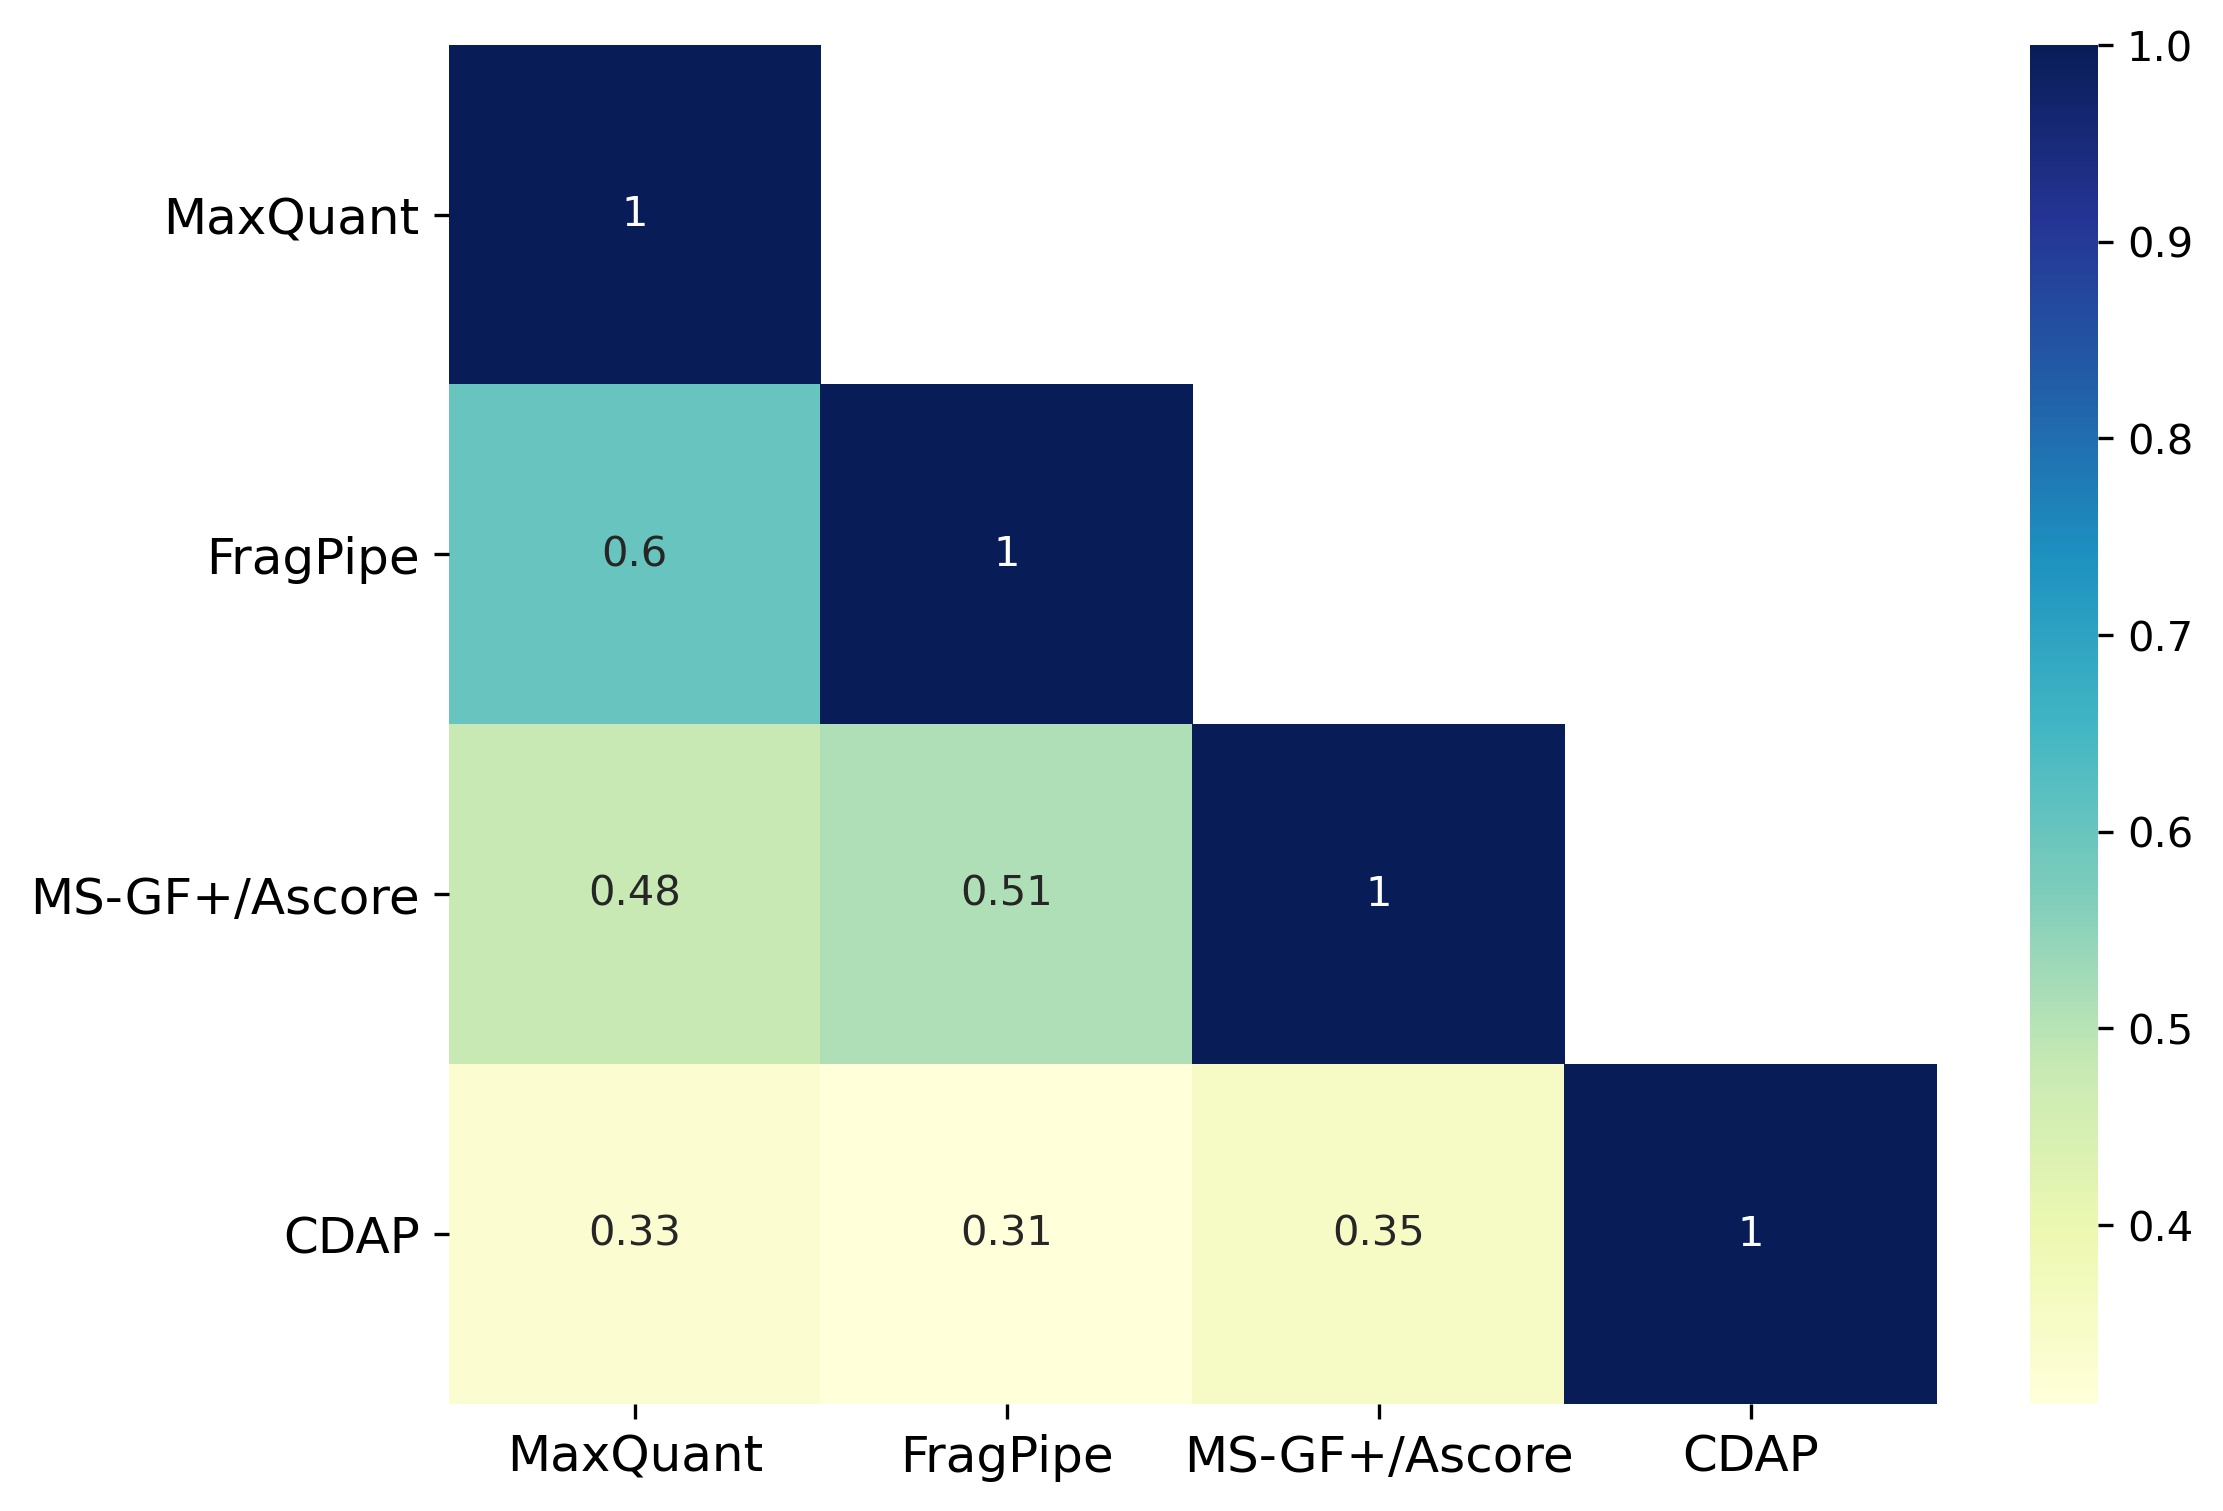 1.0
MaxQuant 1
0.9
0.8
FragPipe 0.6 1
0.7
0.6
MS-GF+/Ascore 0.48 0.51 1
0.5
CDAP 0.33 0.31 0.35 1
0.4
MaxQuant FragPipe MS-GF+/Ascore CDAP